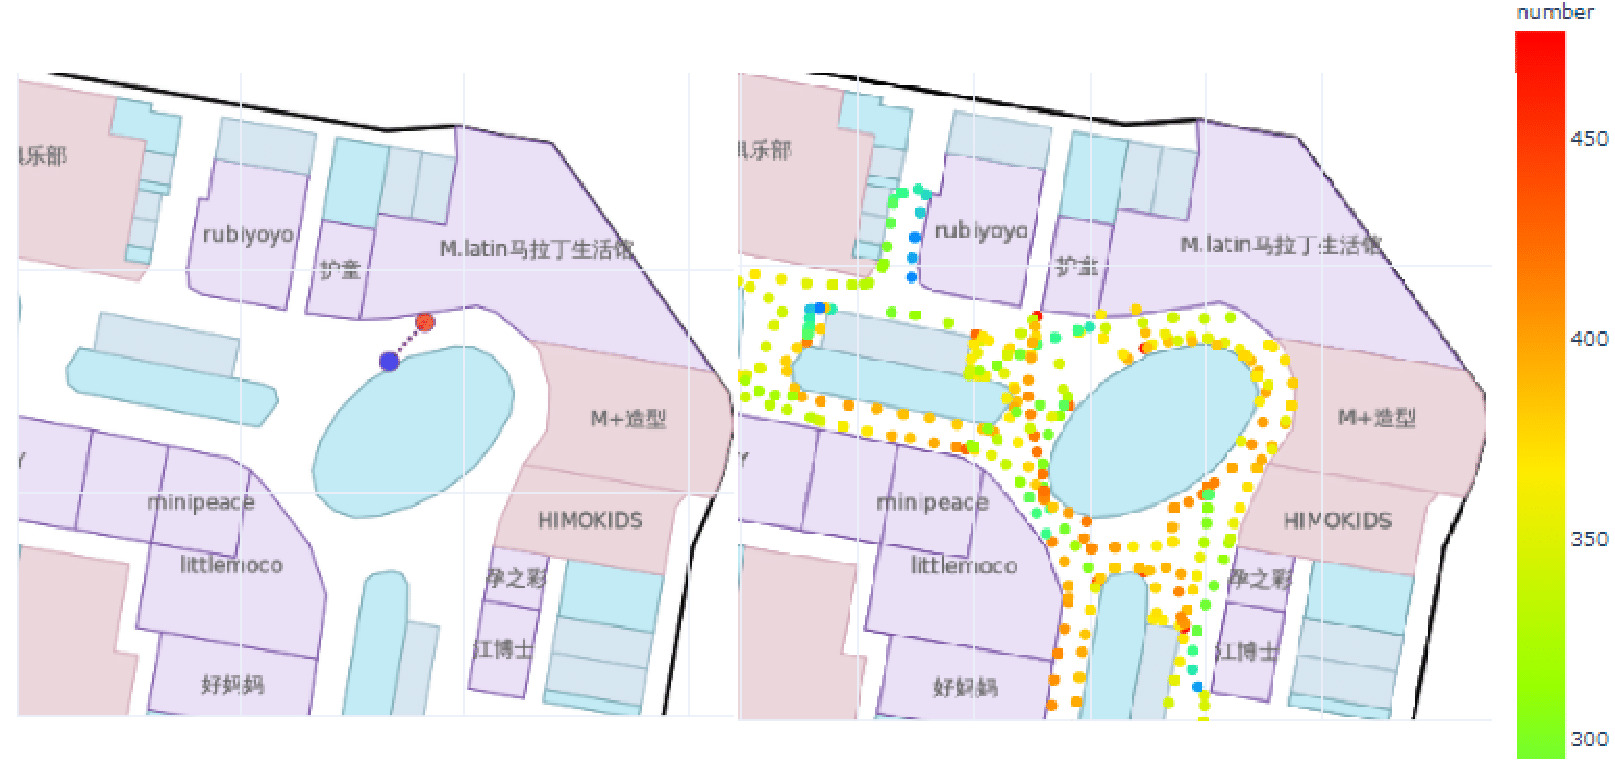 number
乐部
rubiyoyo
护童
M.latin马拉丁生活馆
M+造型
minipeace
HIMOKIDS
littlemoco
孕之彩
江博士
好妈妈
乐部
rubiyoyo
护童
M.latin马拉丁生活馆
M+造型
Y
minipeace
HIMOKIDS
littlemoco
孕之彩
江博士
好妈妈
450
400
350
300